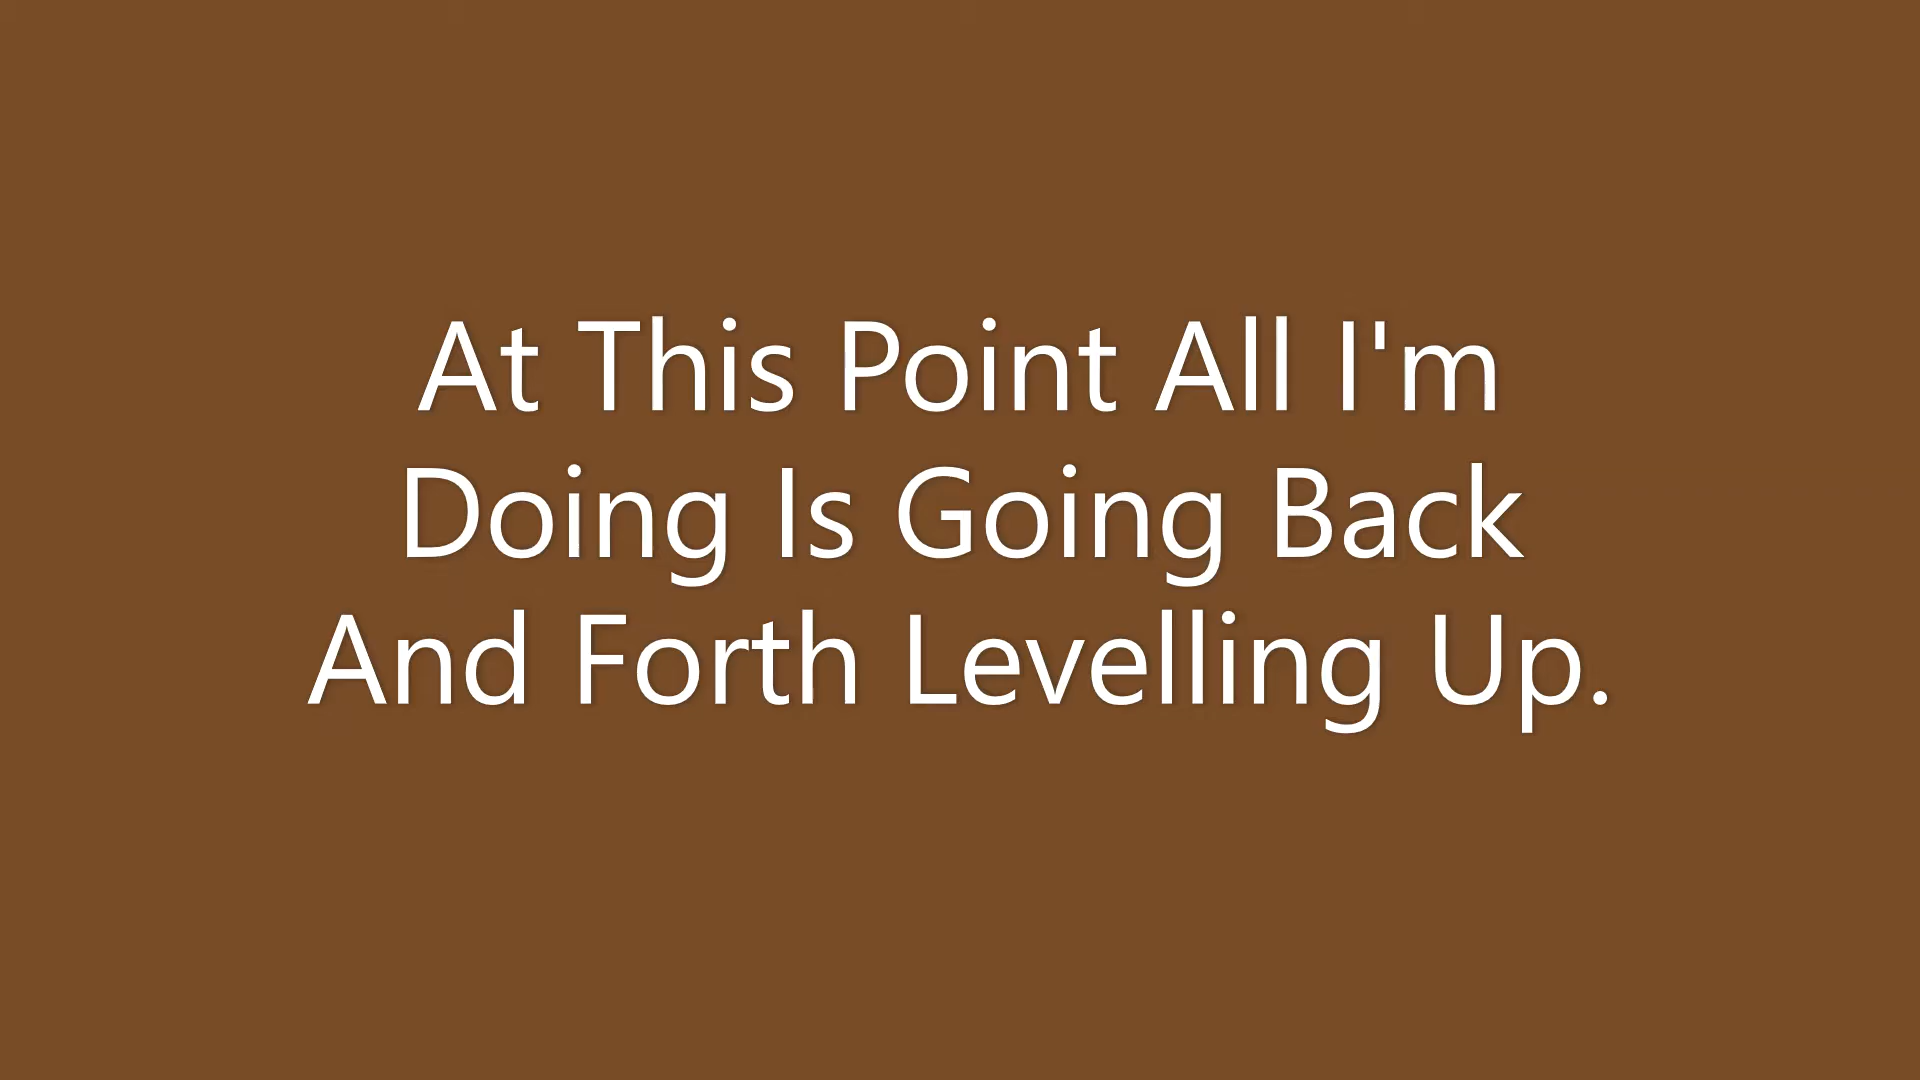 At This Point All I'm
Doing Is Going Back
And Forth Levelling Up.